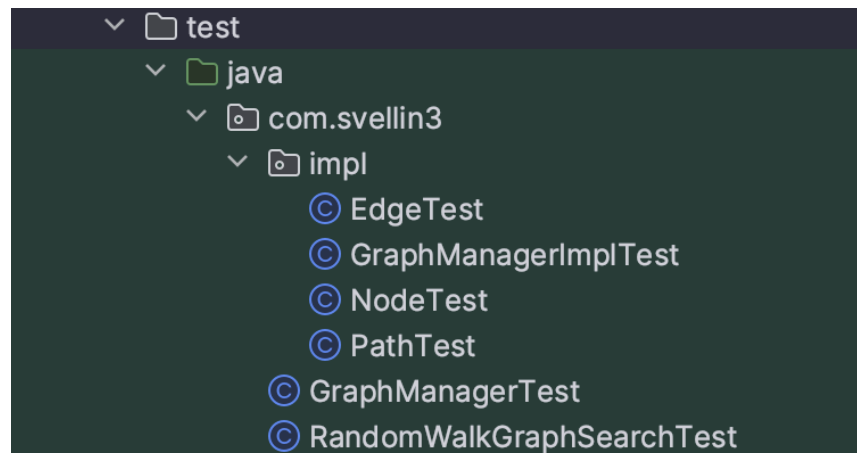 test
java
com.svellin3
impl
EdgeTest
GraphManagerImplTest
NodeTest
PathTest
GraphManagerTest
RandomWalkGraphSearchTest